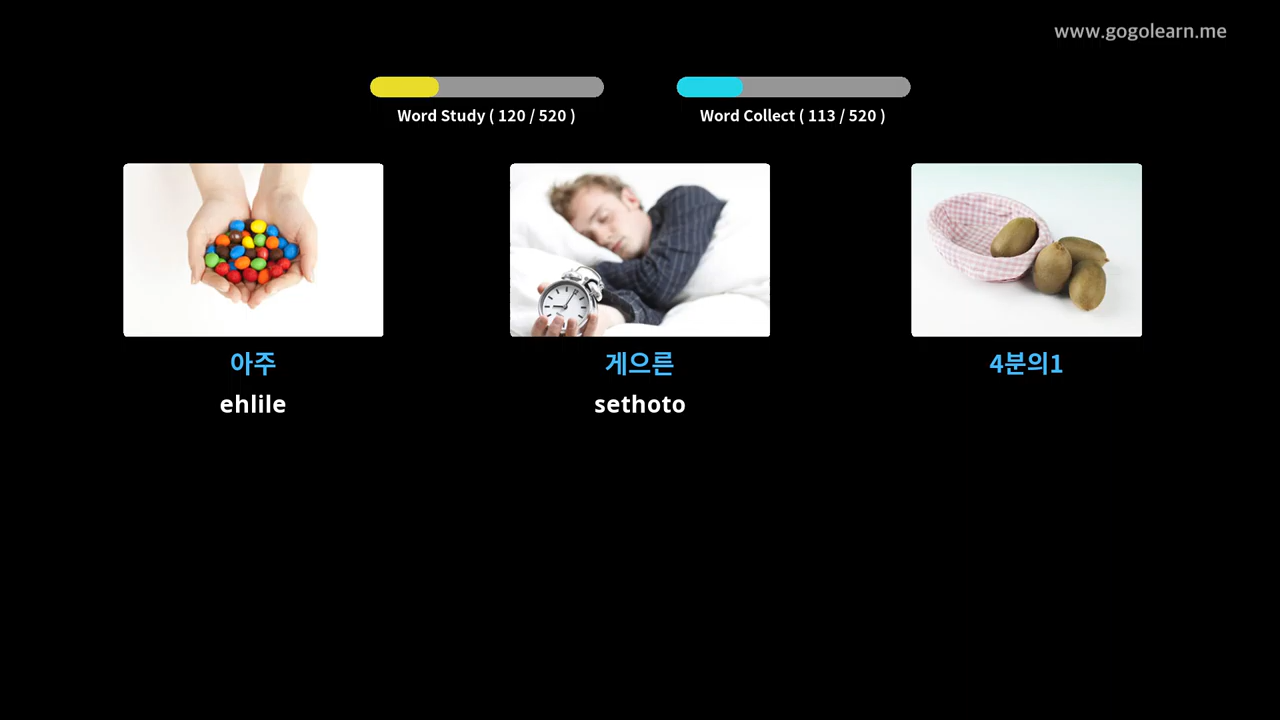 www.gogolearn.me
Word Study ( 120 / 520 )
Word Collect ( 113 / 520 )
아주
게으른
4분의1
ehlile
sethoto